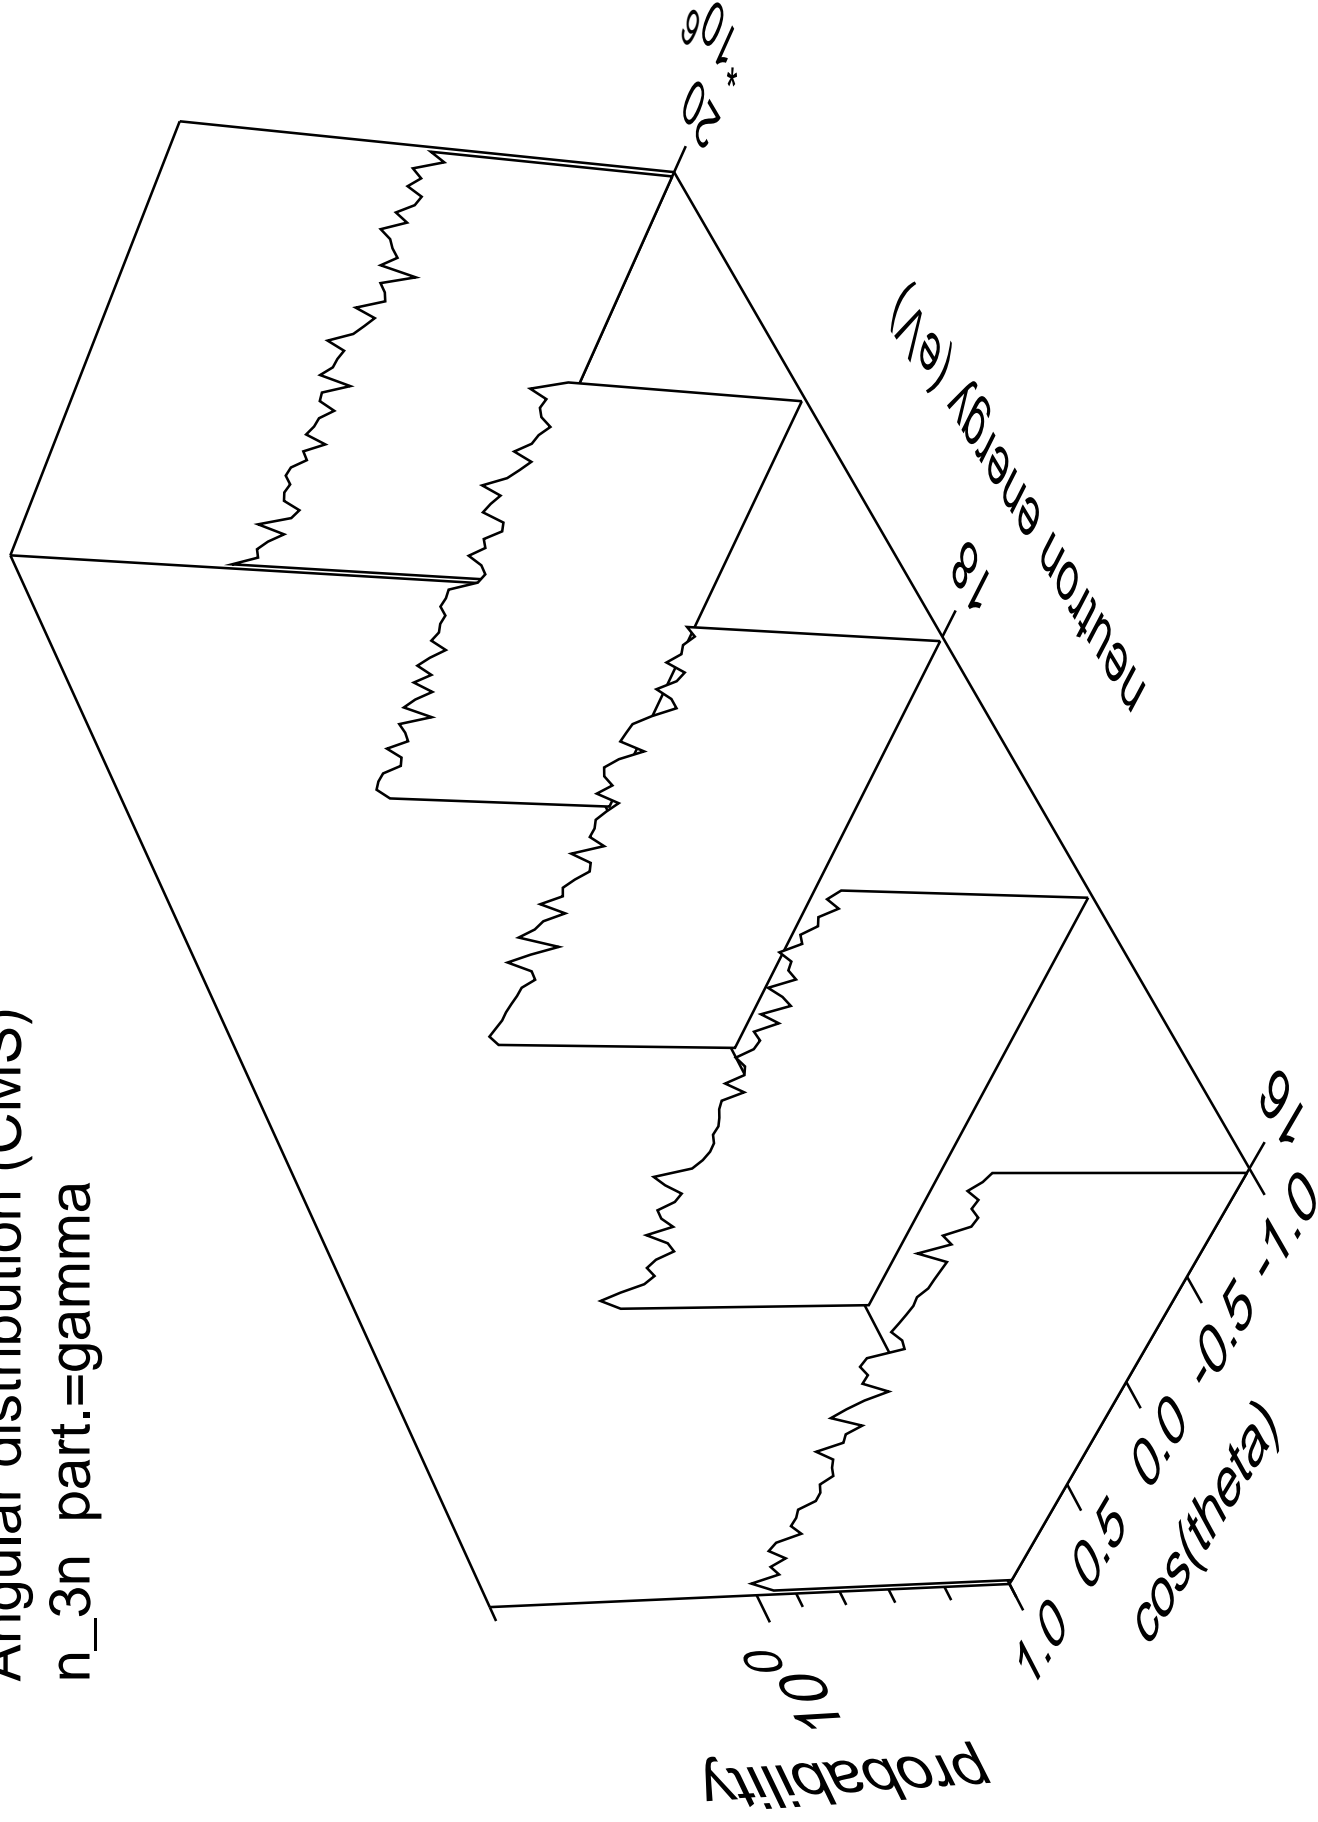 Angular distribution (CMS)
n_3n part.=gamma
probability
10 0
1.0 0.5 0.0 -0.5 -1.0
cos(theta)
16 18 20
* 10 6
neutron energy (eV)